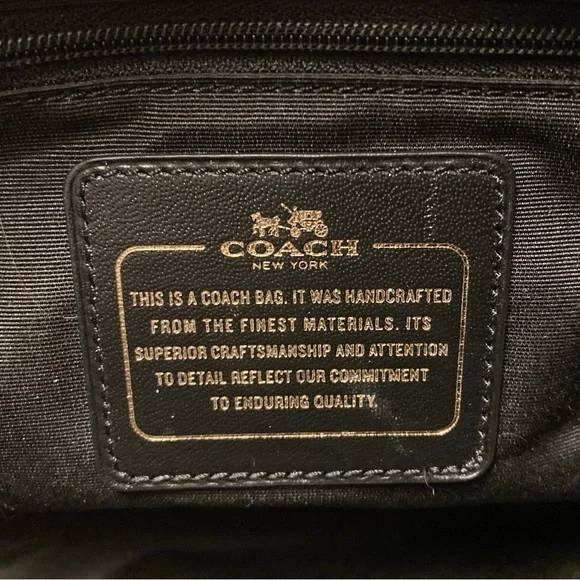 COACH
NEW YORK
THIS IS A COACH BAG. IT WAS HANDCRAFTED
FROM THE FINEST MATERIALS. ITS
SUPERIOR CRAFTSMANSHIP AND ATTENTION
TO DETAIL REFLECT OUR COMMITMENT
TO ENDURING QUALITY.